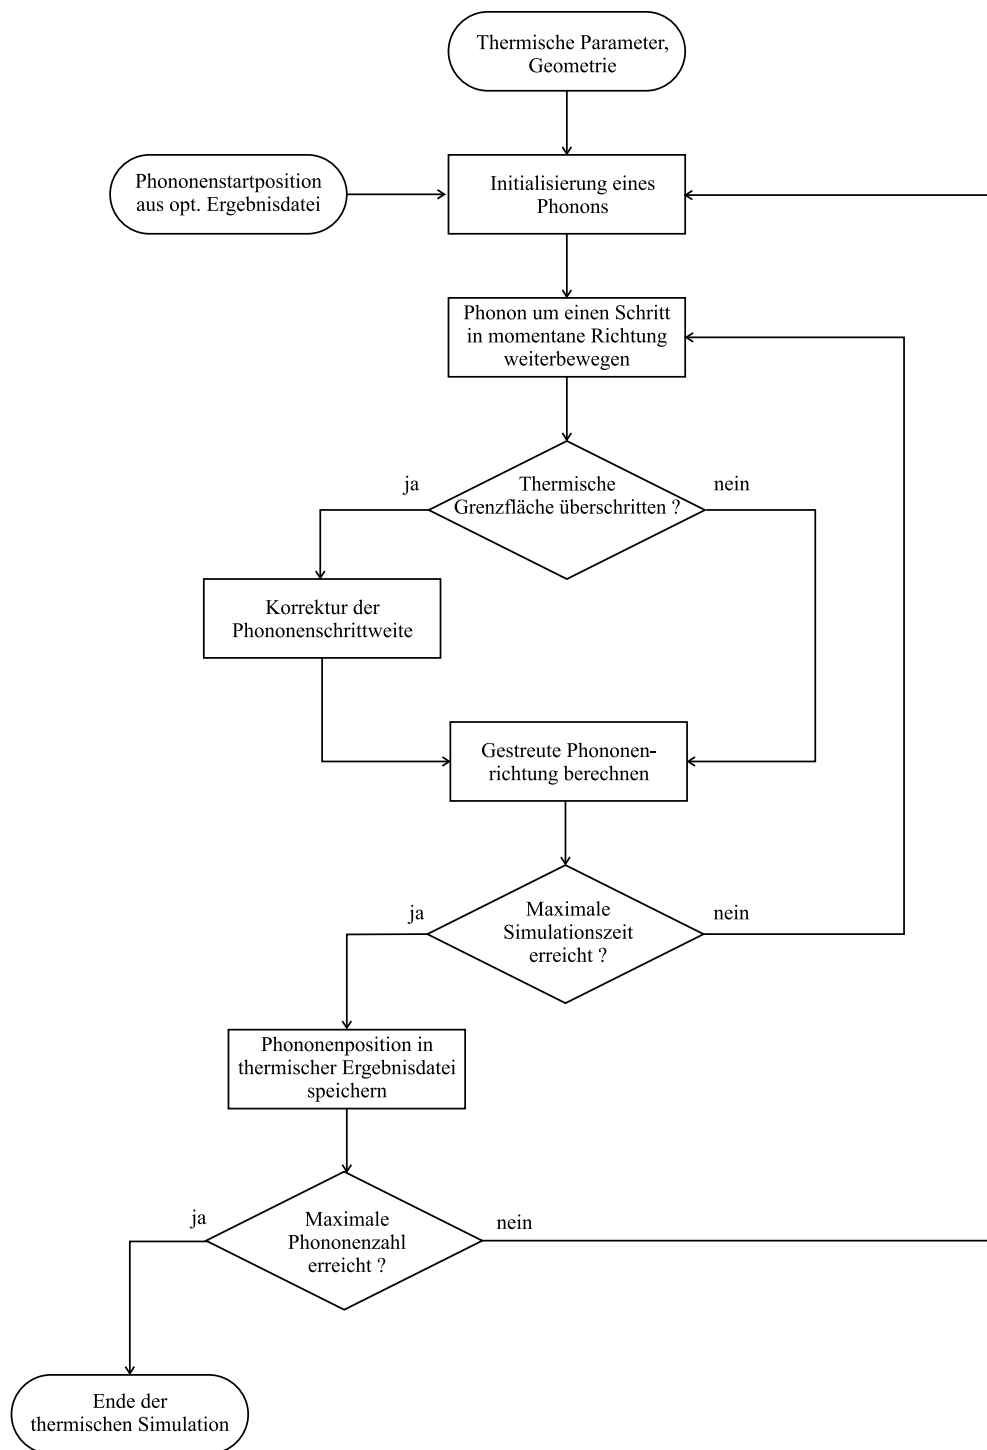 Thermische Parameter,
Geometrie
Phononenstartposition
aus opt. Ergebnisdatei
Initialisierung eines
Phonons
Phonon um einen Schritt
in momentane Richtung
weiterbewegen
ja
Thermische
Grenzfläche überschritten ?
nein
Korrektur der
Phononenschrittweite
Gestreute Phononen-
richtung berechnen
ja
Maximale
Simulationszeit
erreicht ?
nein
Phononenposition in
thermischer Ergebnisdatei
speichern
ja
Maximale
Phononenzahl
erreicht ?
nein
Ende der
thermischen Simulation